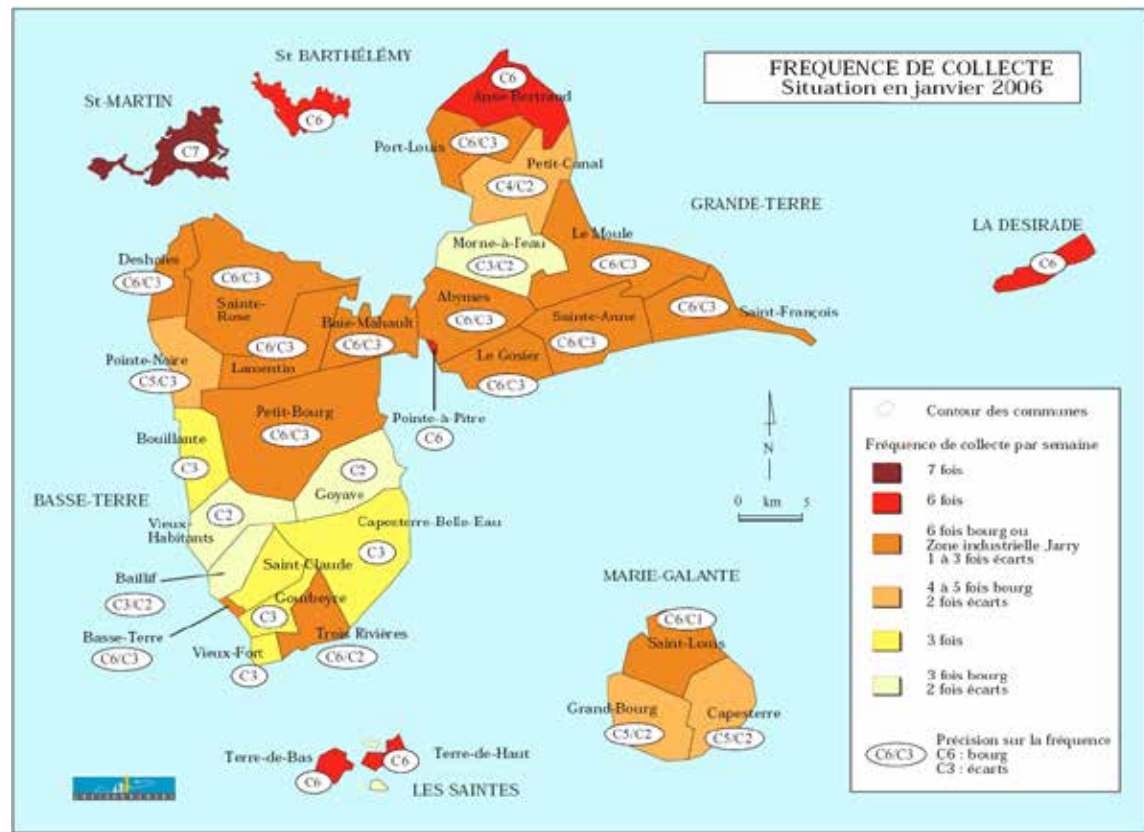 FREQUENCE DE COLLECTE
Situation en janvier 2006
St BARTHÉLÉMY
C6
St-MARTIN
C7
C6
Anse-Bertrand
Port-Louis
C6/C3
Petit-Canal
C4/C2
GRANDE-TERRE
LA DESIRADE
C6
Morne-à-l'eau
C3/C2
Le Moule
C6/C3
Deshaies
C6/C3
C6/C3
Sainte-
Rose
C6/C3
Lamentin
Baie-Mahault
C6/C3
Abymes
C6/C3
Sainte-Anne
C6/C3
C6/C3
Saint-François
Le Gosier
C6/C3
Pointe-Noire
C5/C3
Petit-Bourg
C6/C3
Pointe-à-Pitre
C6
Bouillante
C3
C2
Goyave
BASSE-TERRE
C2
Vieux-
Habitants
Capesterre-Belle-Eau
C3
Saint-Claude
Baillif
C3/C2
Gourbeyre
C3
Basse-Terre
C6/C3
Trois Rivières
C6/C2
Vieux-Fort
C3
MARIE-GALANTE
C6/C1
Saint-Louis
Grand-Bourg
C5/C2
Capesterre
C5/C2
Terre-de-Bas
C6
Terre-de-Haut
C6
LES SAINTES
N
0 km 5
Contour des communes
Fréquence de collecte par semaine
7 fois
6 fois
6 fois bourg ou
Zone industrielle Jarry
1 à 3 fois écarts
4 à 5 fois bourg
2 fois écarts
3 fois
3 fois bourg
2 fois écarts
C6/C3
Précision sur la fréquence
C6 : bourg
C3 : écarts